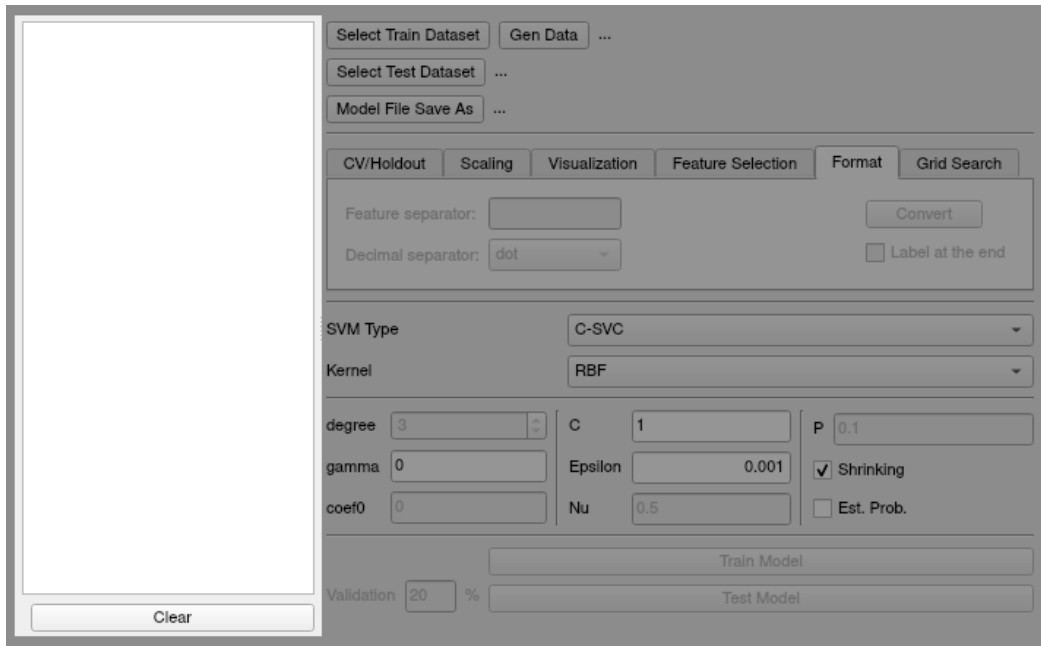 Select Train Dataset Gen Data ...
Select Test Dataset ...
Model File Save As ...
CV/Holdout Scaling Visualization Feature Selection Format Grid Search
Feature separator: Convert
Decimal separator: dot Label at the end
SVM Type C-SVC
Kernel RBF
degree 3 C 1 P 0.1
gamma 0 Epsilon 0.001 Shrinking
coef0 0 Nu 0.5 Est. Prob.
Train Model
Validation 20 % Test Model
Clear